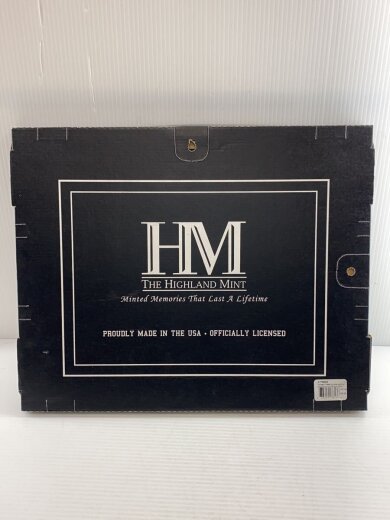 HM
THE HIGHLAND MINT
Minted Memories That Last A Lifetime
PROUDLY MADE IN THE USA • OFFICIALLY LICENSED